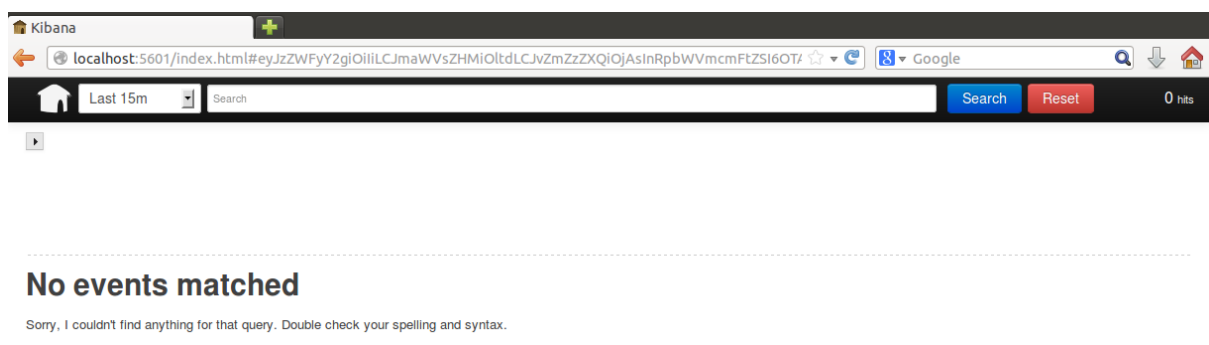 Kibana
localhost:5601/index.html#eyJzZWFyY2giOiIiLCJmaWVsZHMiOltdLCJvZmZzZXQiOjAsInRpbWVmcmFtZSI6OT
Google
Last 15m
Search
Search
Reset
0 hits
No events matched
Sorry, I couldn't find anything for that query. Double check your spelling and syntax.